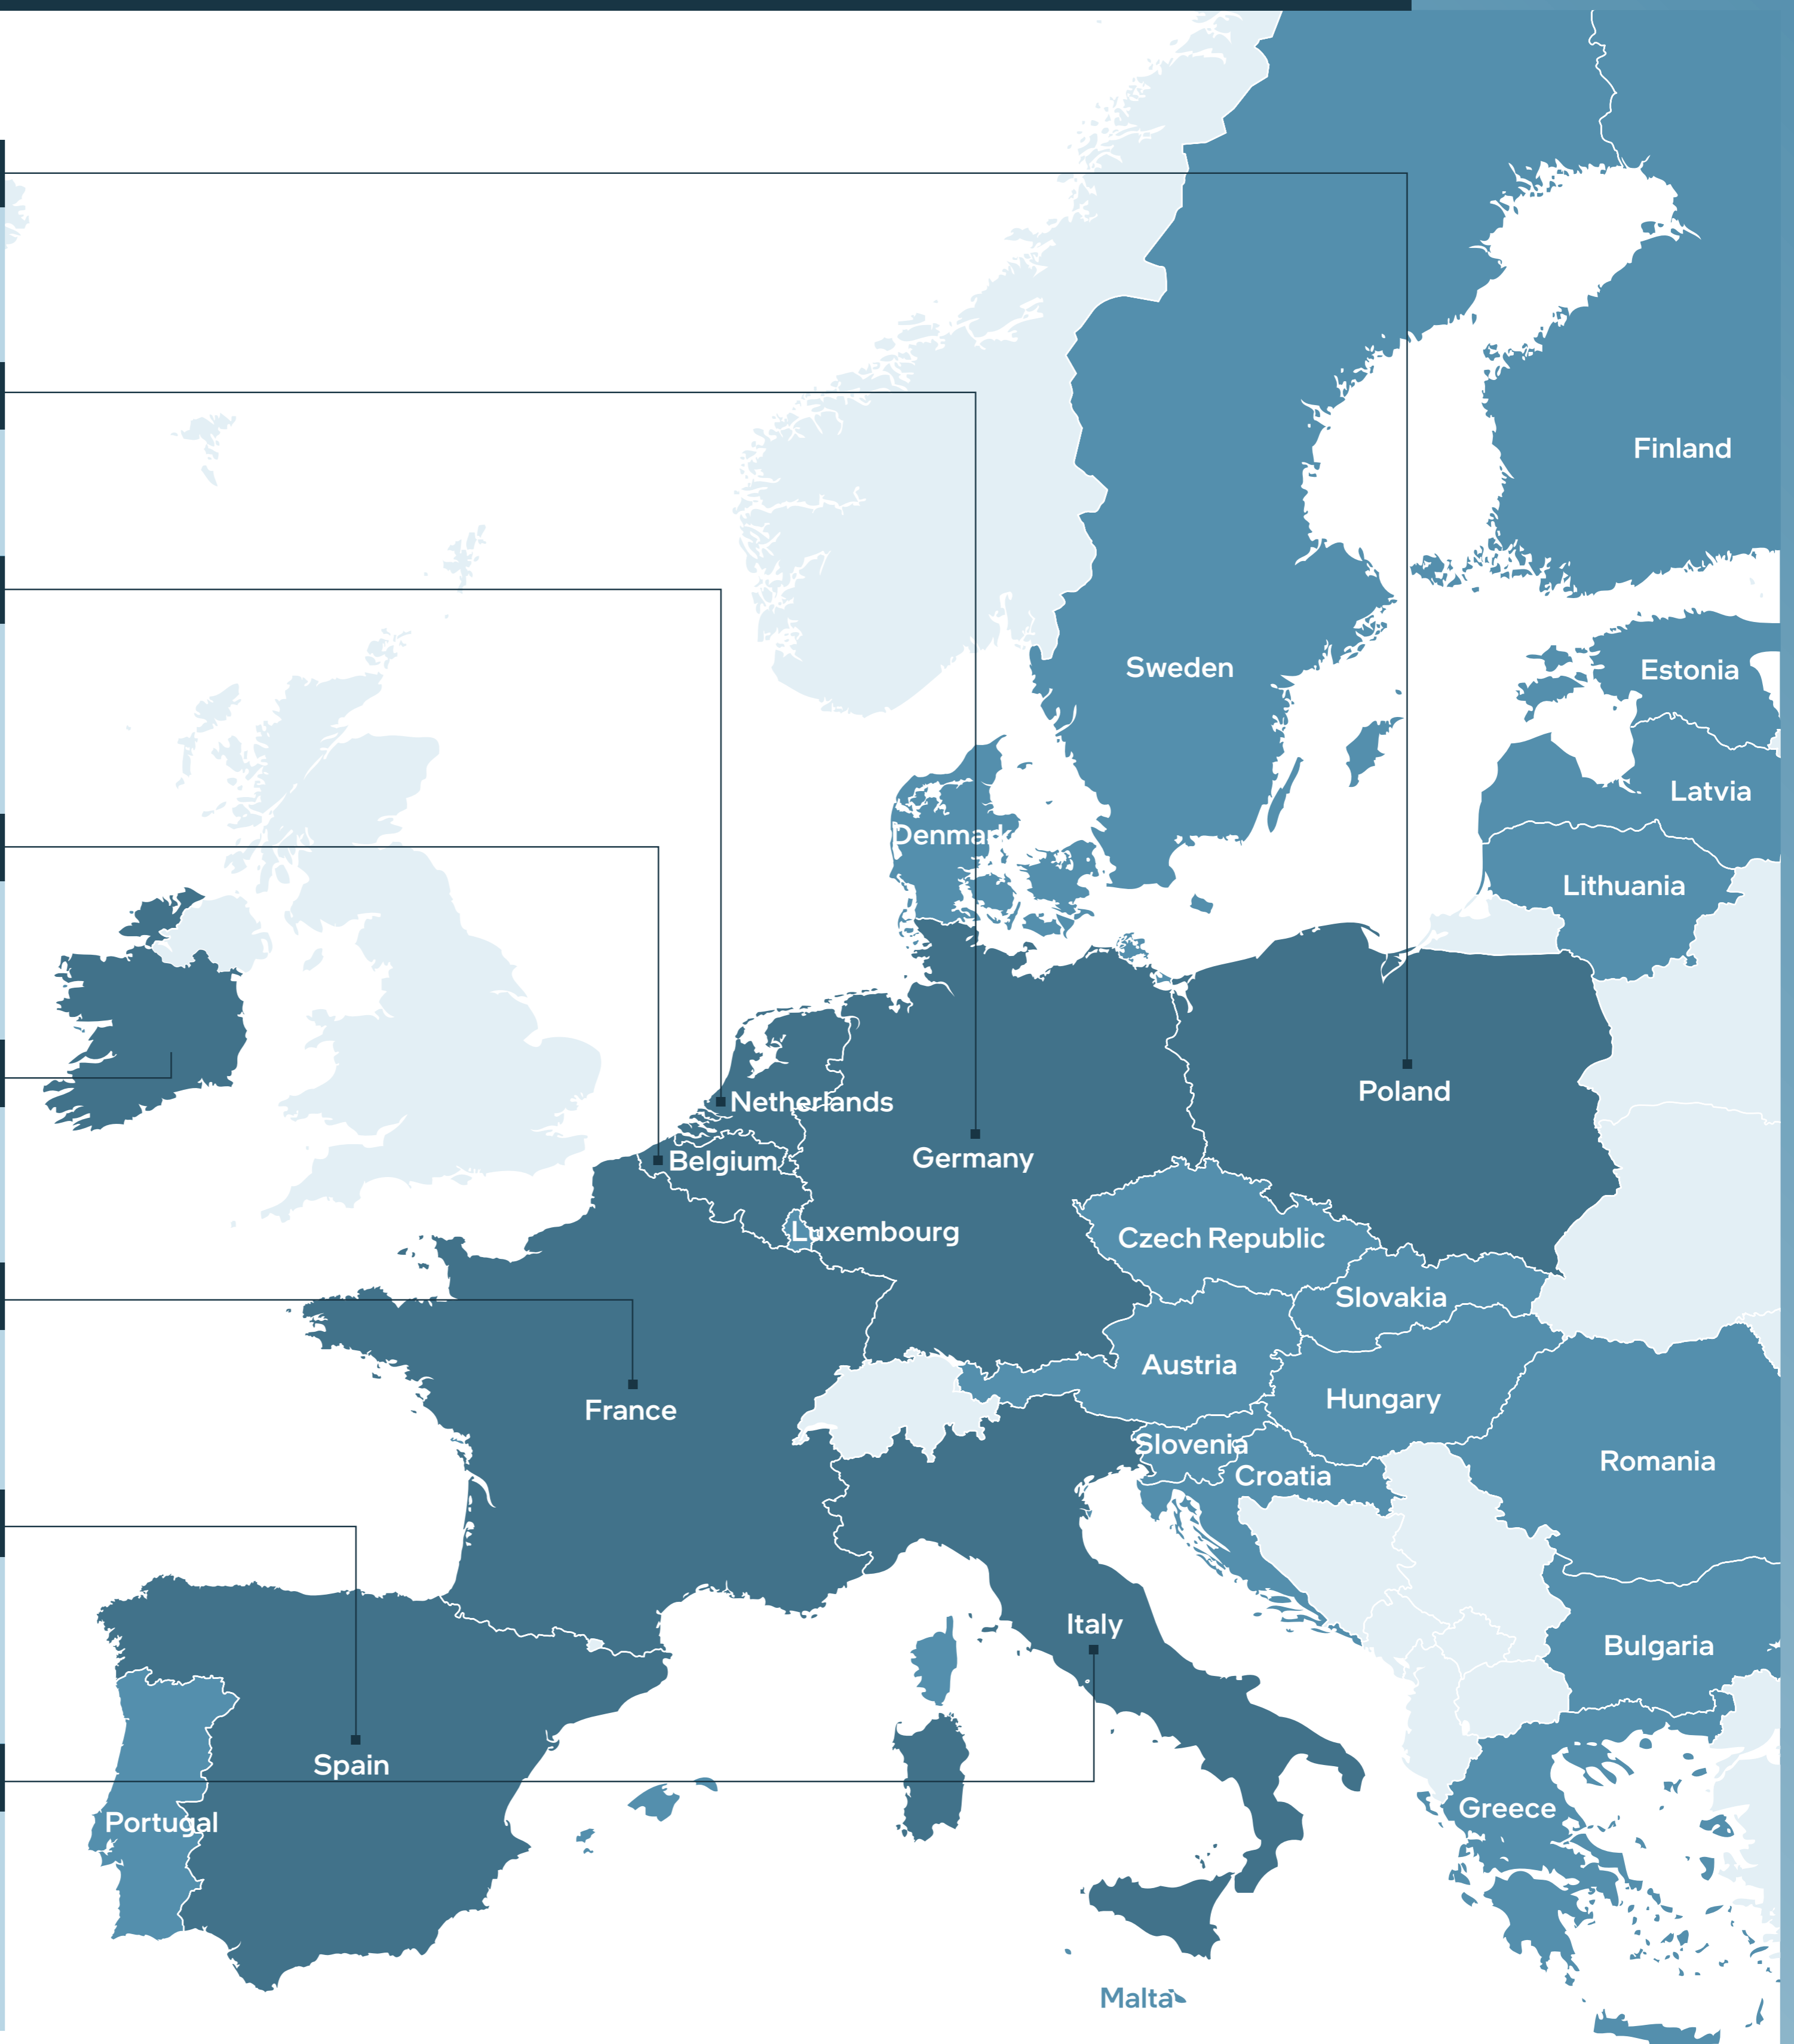 Finland
Sweden
Estonia
Latvia
Denmark
Lithuania
Poland
Netherlands
Germany
Belgium
Luxembourg
Czech Republic
Slovakia
Austria
Hungary
France
Slovenia
Romania
Croatia
Italy
Bulgaria
Spain
Greece
Portugal
Malta